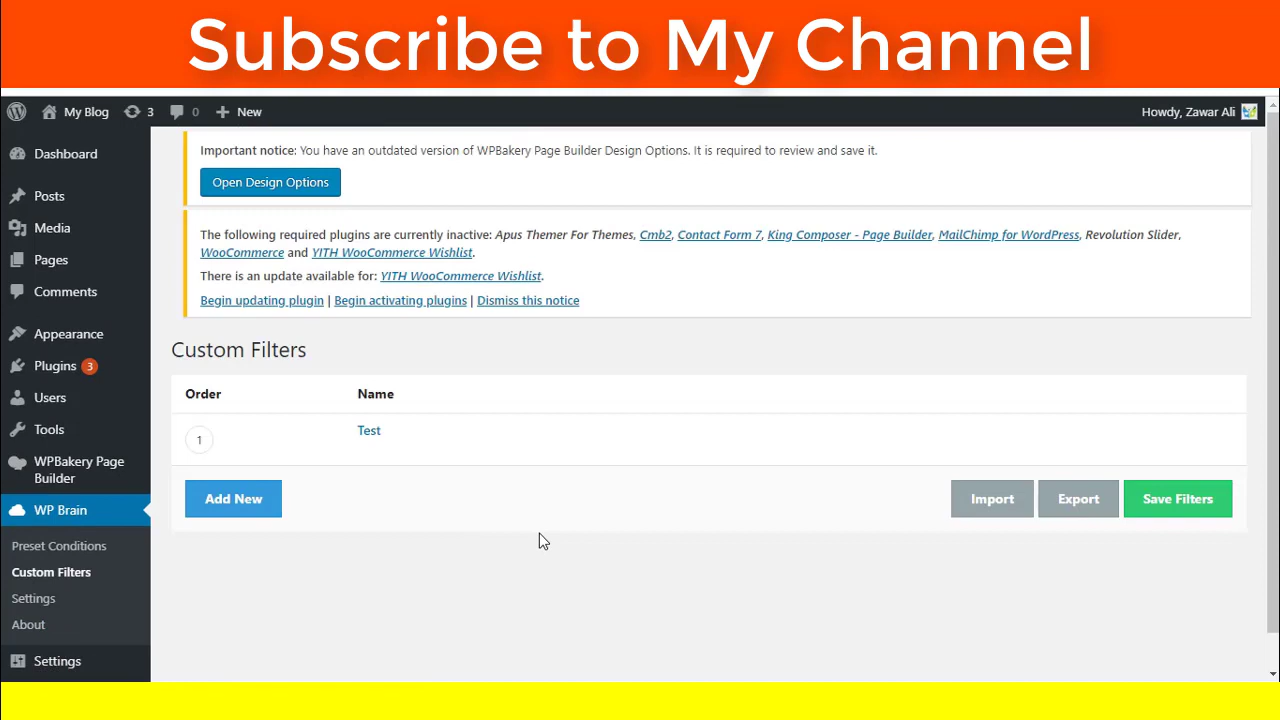 Subscribe to My Channel
My Blog 3 0 New Howdy, Zawar Ali
Dashboard
Posts
Media
Pages
Comments
Appearance
Plugins 3
Users
Tools
WPBakery Page
Builder
WP Brain
Preset Conditions
Custom Filters
Settings
About
Settings
Important notice: You have an outdated version of WPBakery Page Builder Design Options. It is required to review and save it.
Open Design Options
The following required plugins are currently inactive: Apus Themer For Themes, Cmb2, Contact Form 7, King Composer - Page Builder, MailChimp for WordPress, Revolution Slider,
WooCommerce and YITH WooCommerce Wishlist.
There is an update available for: YITH WooCommerce Wishlist.
Begin updating plugin | Begin activating plugins | Dismiss this notice
Custom Filters
Order Name
1 Test
Add New Import Export Save Filters